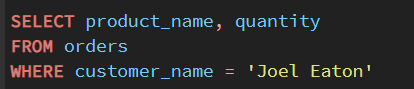 SELECT product_name, quantity
FROM orders
WHERE customer_name = 'Joel Eaton'